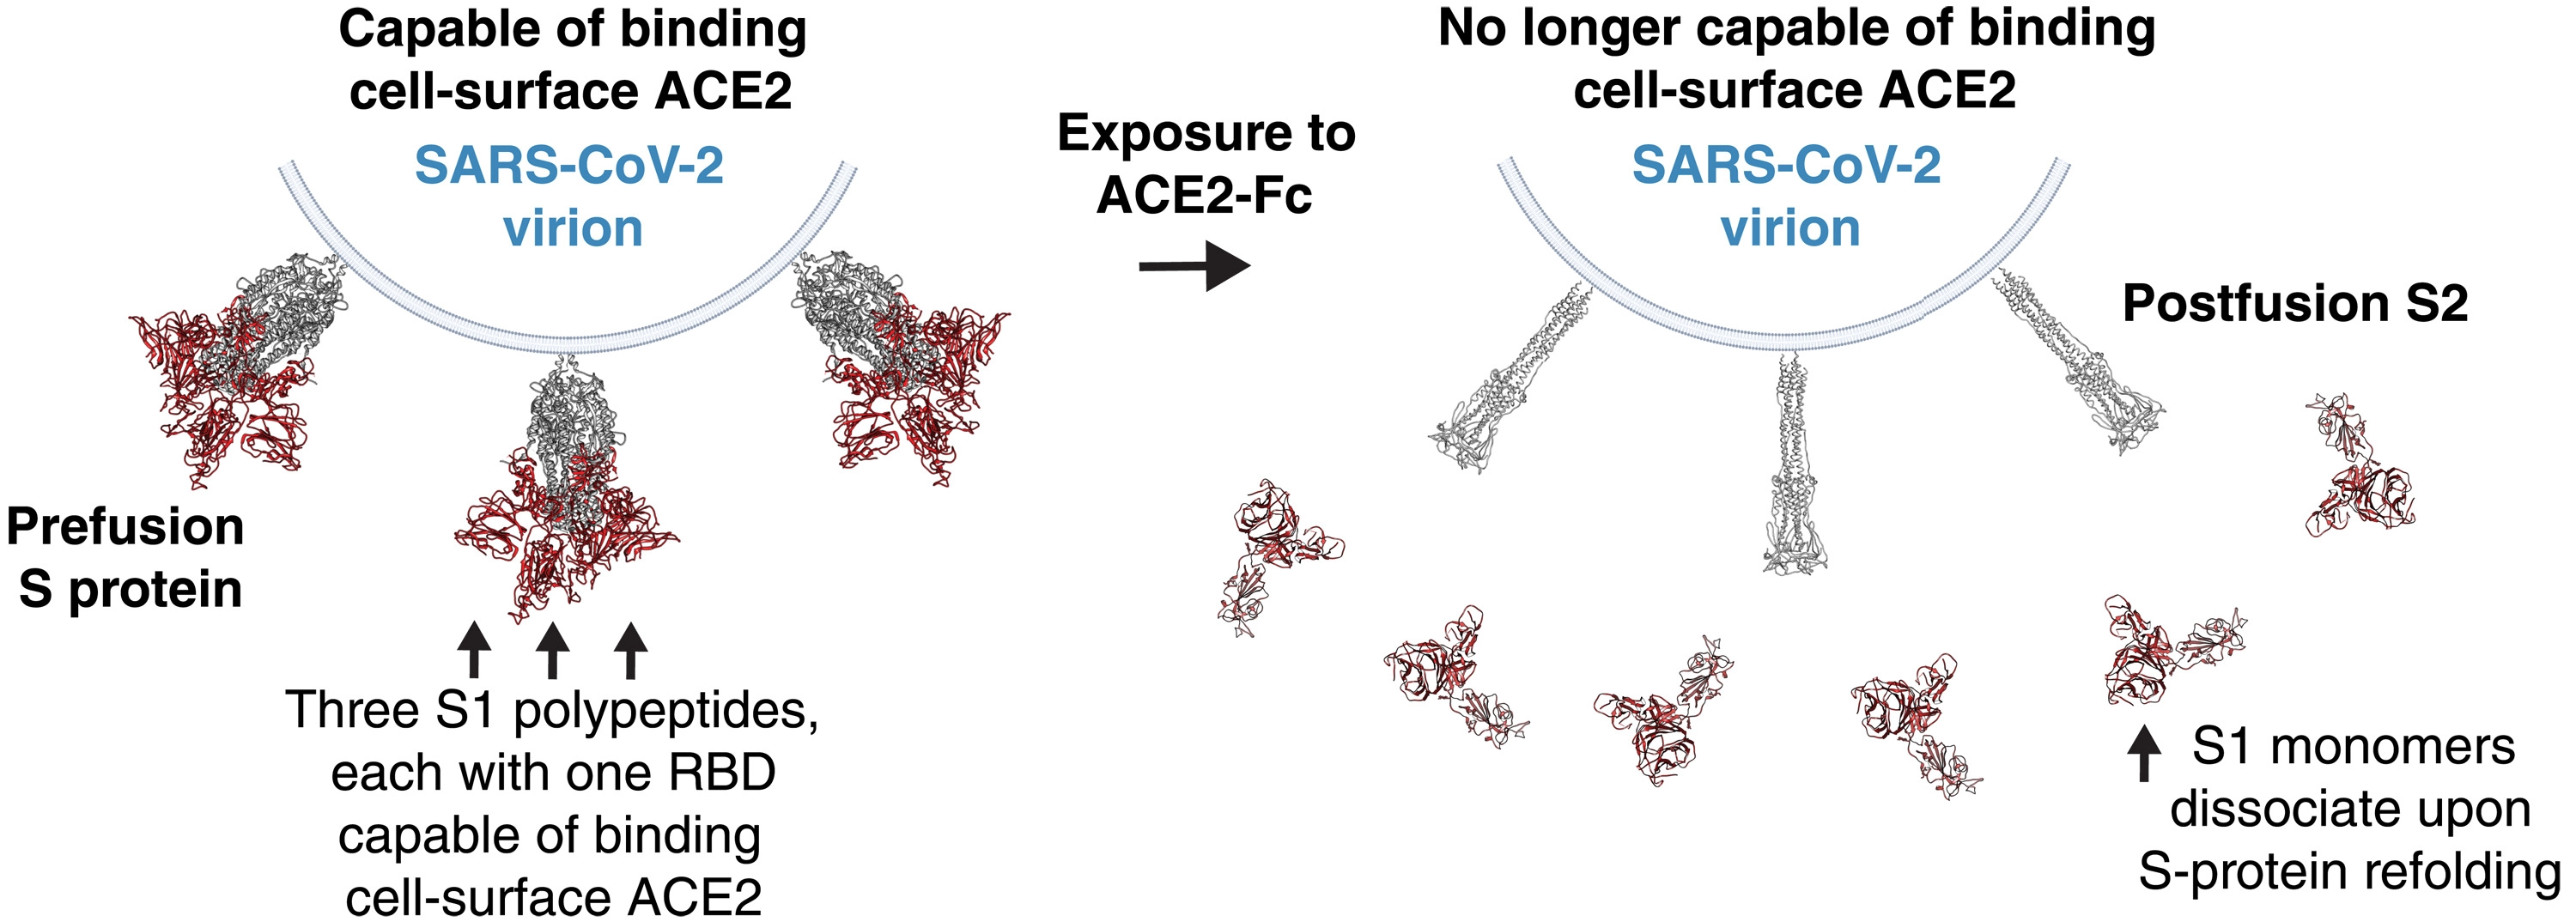 Capable of binding
cell-surface ACE2
SARS-CoV-2
virion
Prefusion
S protein
Three S1 polypeptides,
each with one RBD
capable of binding
cell-surface ACE2
Exposure to
ACE2-Fc
No longer capable of binding
cell-surface ACE2
SARS-CoV-2
virion
Postfusion S2
S1 monomers
dissociate upon
S-protein refolding